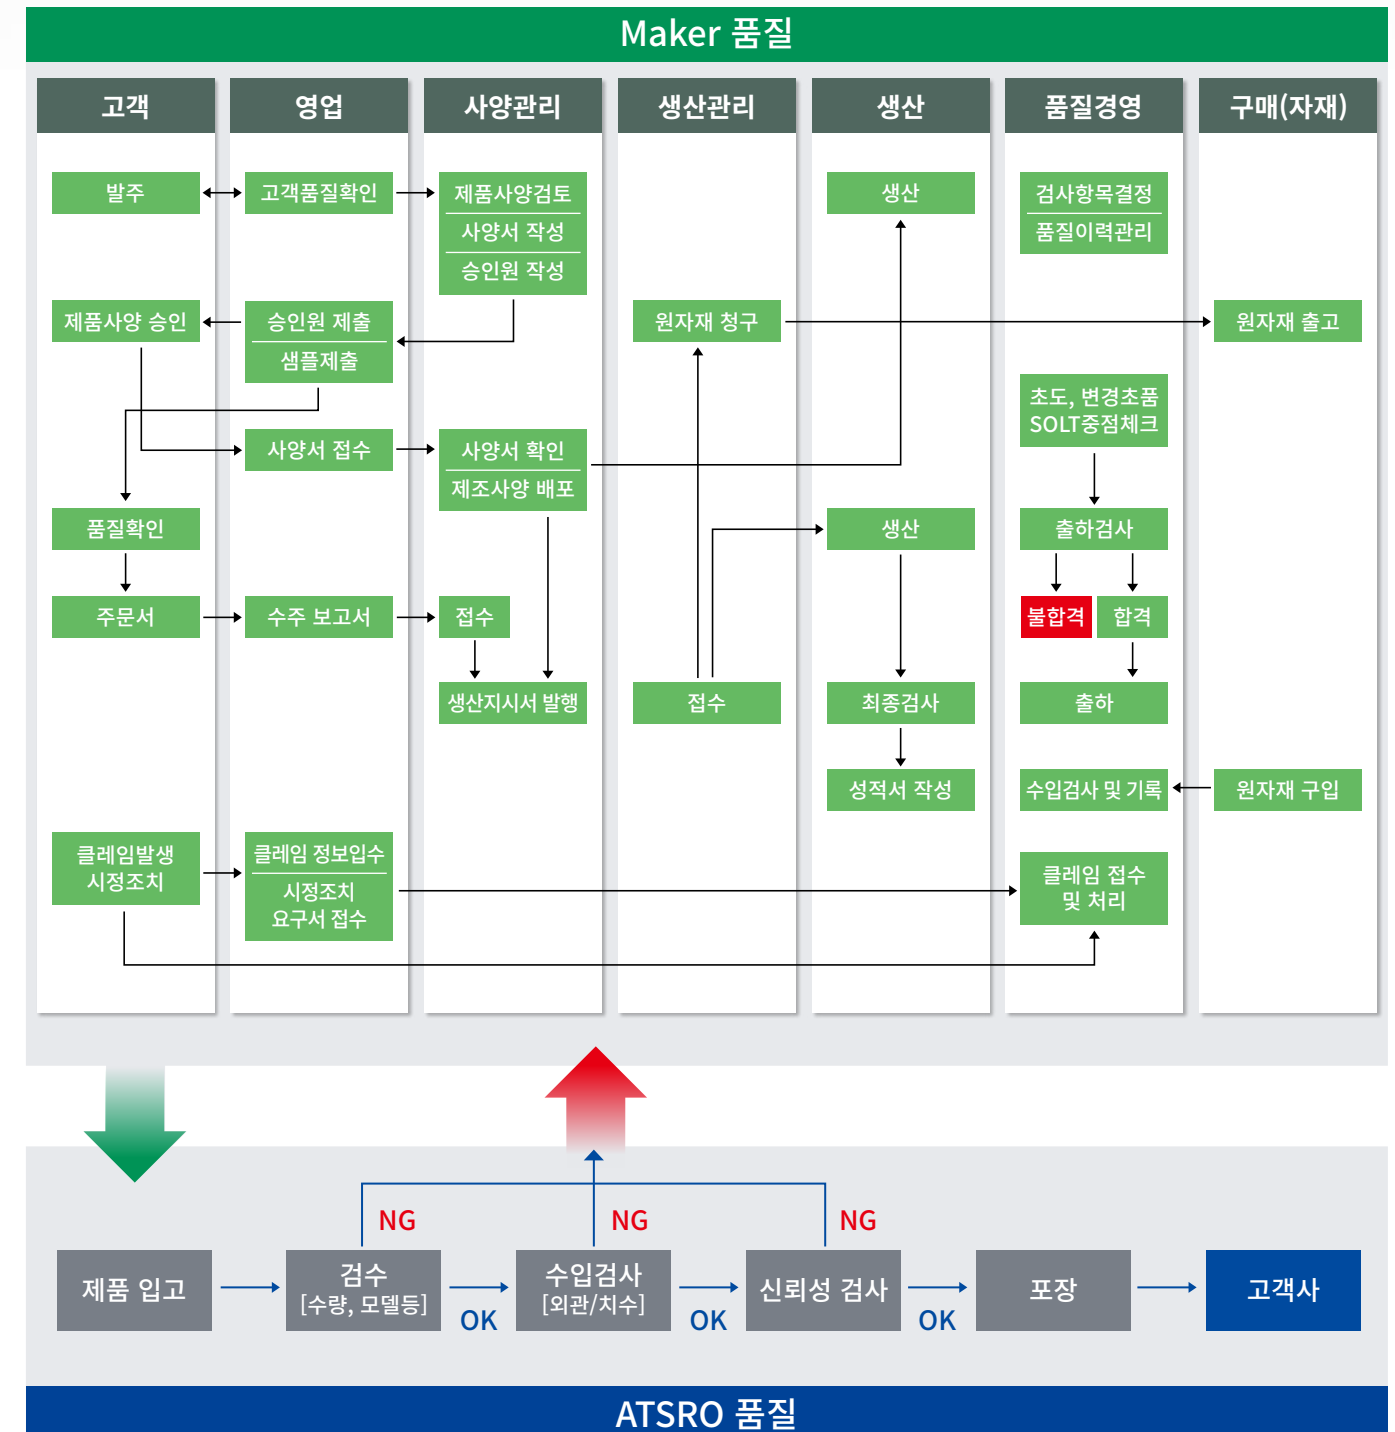 Maker 품질
고객
영업
사양관리
생산관리
생산
품질경영
구매(자재)
발주
고객품질확인
제품사양검토
사양서 작성
승인원 작성
생산
검사항목결정
품질이력관리
제품사양 승인
승인원 제출
샘플제출
원자재 청구
원자재 출고
초도, 변경초품
SOLT중점체크
사양서 접수
사양서 확인
제조사양 배포
품질확인
생산
출하검사
주문서
수주 보고서
접수
불합격
합격
생산지시서 발행
접수
최종검사
출하
성적서 작성
수입검사 및 기록
원자재 구입
클레임발생
시정조치
클레임 정보입수
시정조치
요구서 접수
클레임 접수
및 처리
NG
NG
NG
제품 입고
검수
[수량, 모델등]
OK
수입검사
[외관/치수]
OK
신뢰성 검사
OK
포장
고객사
ATSRO 품질